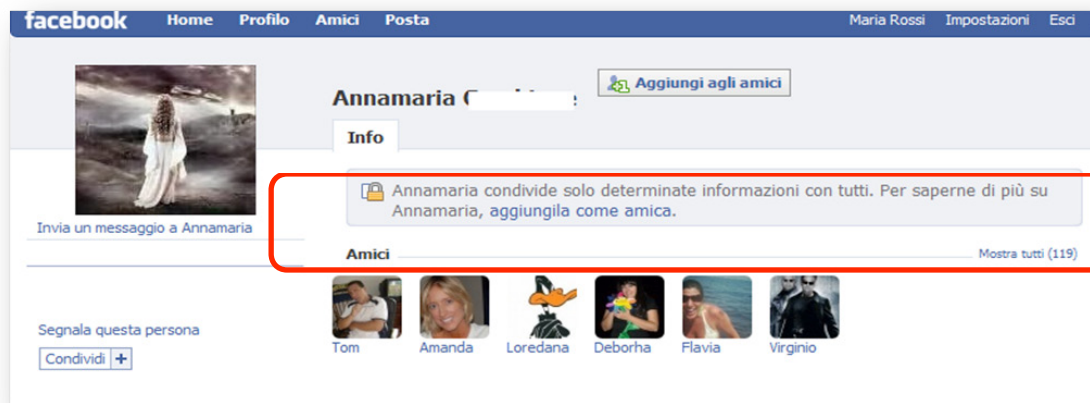 facebook Home Profilo Amici Posta Maria Rossi Impostazioni Esci
Annamaria
Aggiungi agli amici
Info
Annamaria condivide solo determinate informazioni con tutti. Per saperne di più su
Annamaria, aggiungila come amica.
Invia un messaggio a Annamaria
Amici Mostra tutti (119)
Tom Amanda Loredana Deborha Flavia Virginio
Segnala questa persona
Condividi +